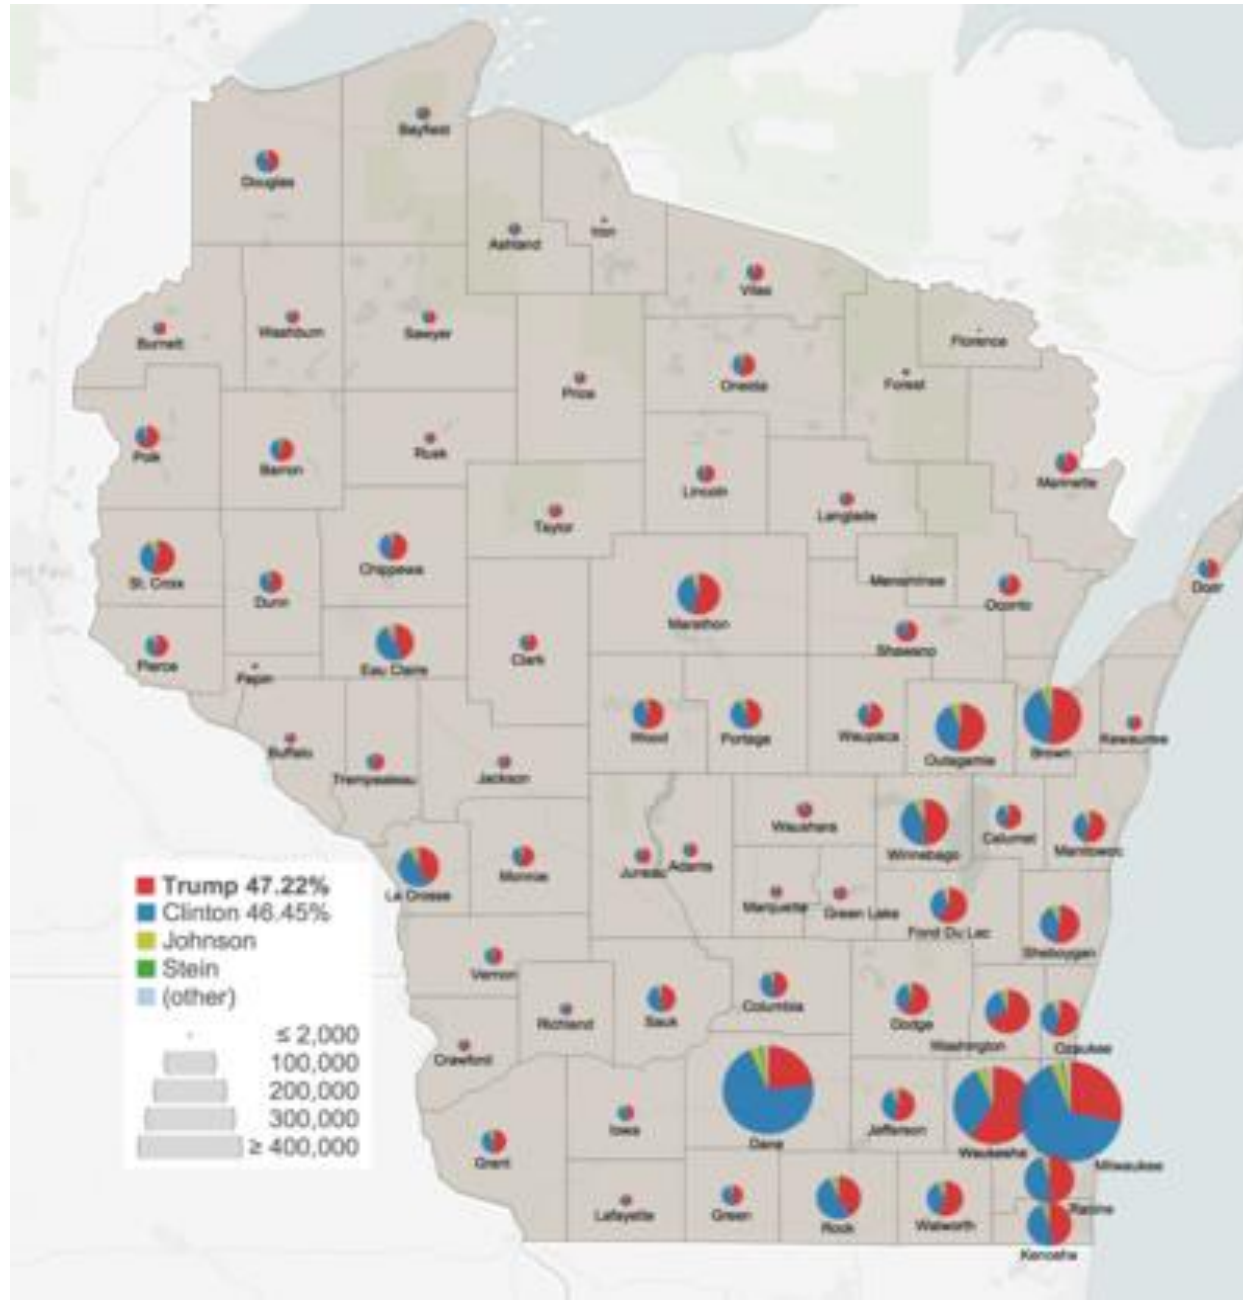 Bayfield
Douglas
Ashland
Iron
Vilas
Washburn
Sawyer
Burnett
Florence
Oneida
Forest
Price
Polk
Barron
Rusk
Marinette
Lincoln
Langlade
Taylor
Chippewa
St. Croix
Menominee
Door
Dunn
Oconto
Marathon
Shawano
Clark
Pierce
Eau Claire
Pepin
Wood
Portage
Waupaca
Kewaunee
Outagamie
Brown
Buffalo
Trempealeau
Jackson
Waushara
Calumet
Manitowoc
Winnebago
Adams
Juneau
Monroe
La Crosse
Marquette
Green Lake
Fond Du Lac
Sheboygan
Trump 47.22%
Clinton 46.45%
Johnson
Stein
(other)
≤ 2,000
100,000
200,000
300,000
≥ 400,000
Vernon
Columbia
Richland
Sauk
Dodge
Washington
Ozaukee
Crawford
Iowa
Dane
Jefferson
Waukesha
Milwaukee
Grant
Racine
Lafayette
Green
Rock
Walworth
Kenosha